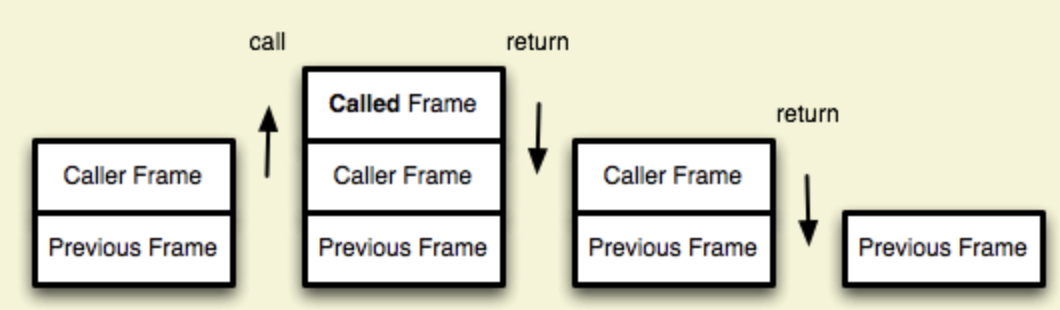 call
return
Called Frame
return
Caller Frame
Caller Frame
Caller Frame
Previous Frame
Previous Frame
Previous Frame
Previous Frame